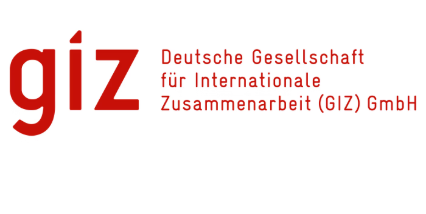 giz
Deutsche Gesellschaft
für Internationale
Zusammenarbeit (GIZ) GmbH